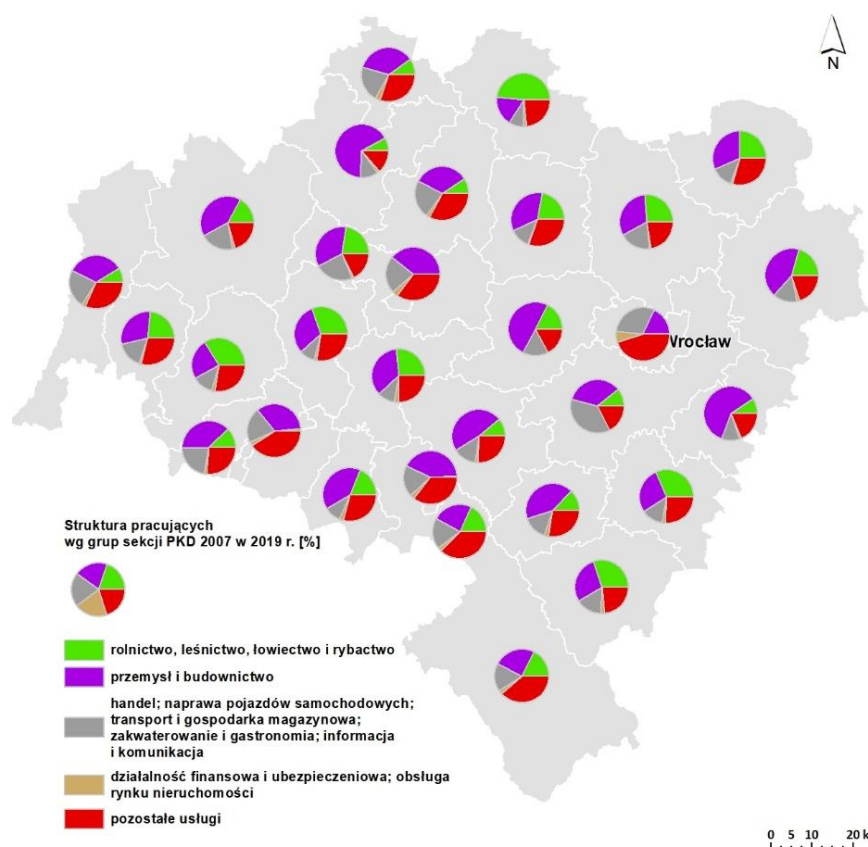 N
Wrocław
Struktura pracujących
wg grup sekcji PKD 2007 w 2019 r. [%]
rolnictwo, leśnictwo, łowiectwo i rybactwo
przemysł i budownictwo
handel; naprawa pojazdów samochodowych;
transport i gospodarka magazynowa;
zakwaterowanie i gastronomia; informacja
i komunikacja
działalność finansowa i ubezpieczeniowa; obsługa
rynku nieruchomości
pozostałe usługi
0 5 10 20 k